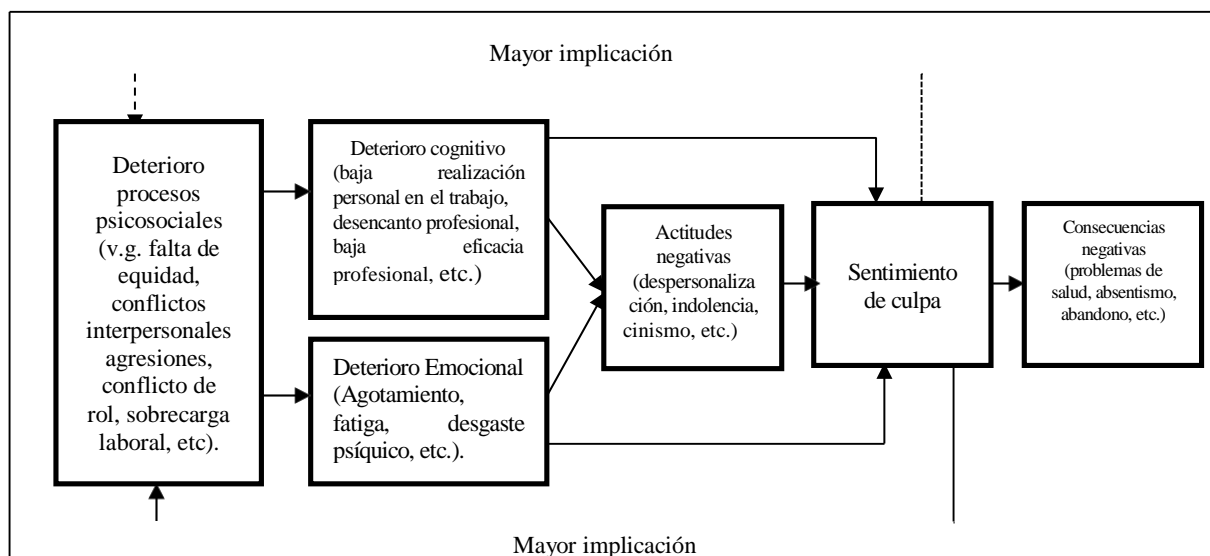 Mayor implicación
Deterioro
procesos
psicosociales
(v.g. falta de
equidad,
conflictos
interpersonales
agresiones,
conflicto de
rol, sobrecarga
laboral, etc).
Deterioro cognitivo
(baja realización
personal en el trabajo,
desencanto profesional,
baja eficacia
profesional, etc.)
Deterioro Emocional
(Agotamiento,
fatiga, desgaste
psíquico, etc.).
Actitudes
negativas
(despersonaliza
ción, indolencia,
cinismo, etc.)
Sentimiento
de culpa
Consecuencias
negativas
(problemas de
salud, absentismo,
abandono, etc.)
Mayor implicación